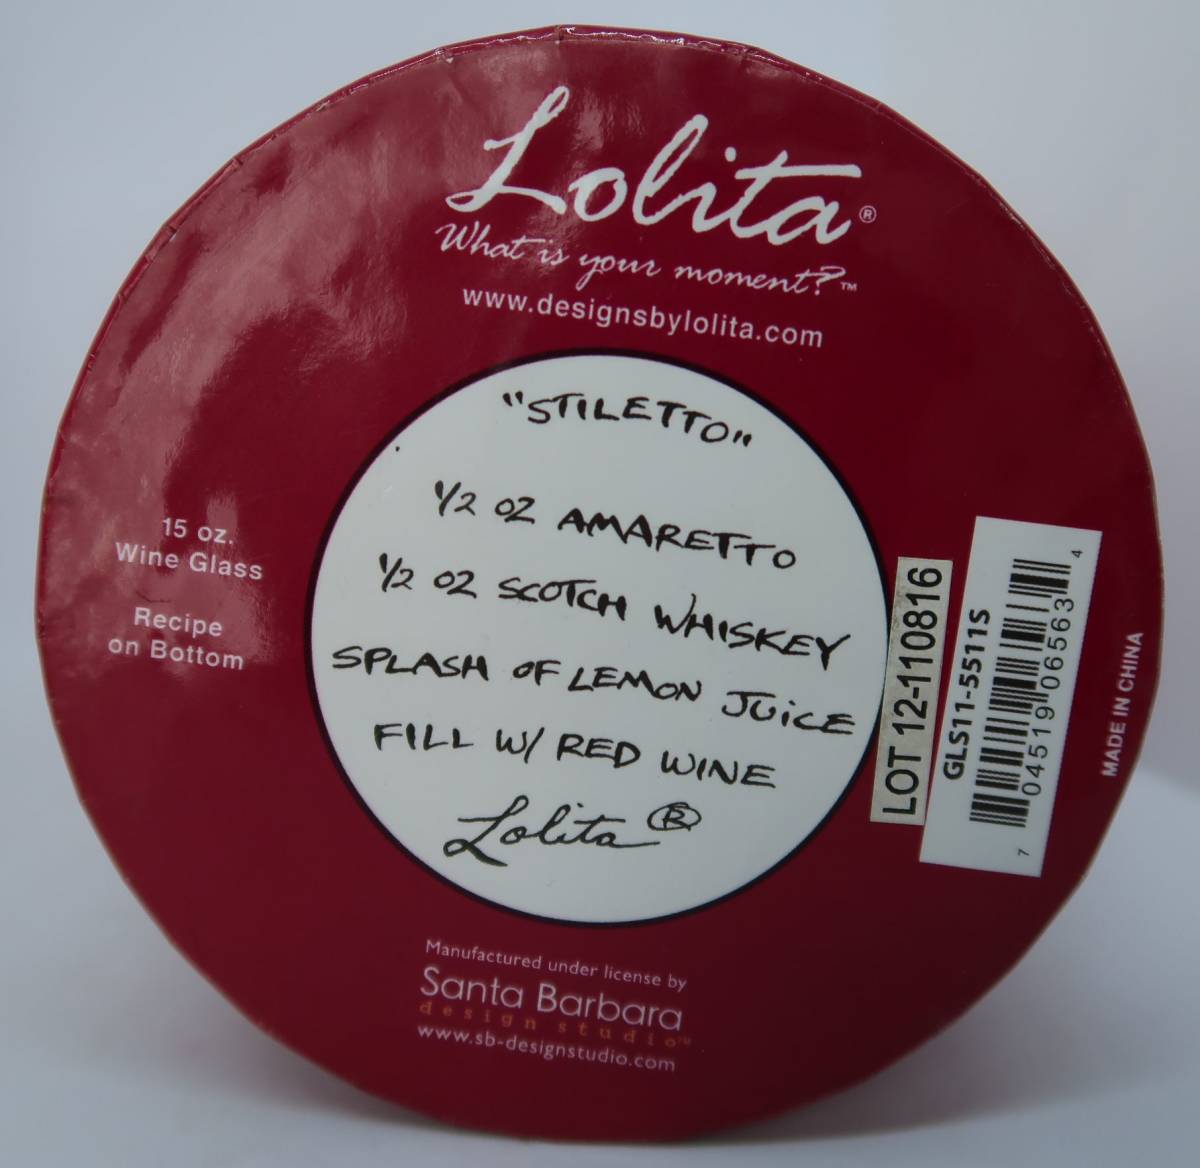 Lolita®
What is your moment?™
www.designsbylolita.com
"STILETTO"
1/2 OZ AMARETTO
1/2 OZ SCOTCH WHISKEY
SPLASH OF LEMON JUICE
FILL W/ RED WINE
Lolita ®
15 oz.
Wine Glass
Recipe
on Bottom
LOT 12-110816
GLS11-5511S
7 04519 06563 4
MADE IN CHINA
Manufactured under license by
Santa Barbara
design studio™
www.sb-designstudio.com